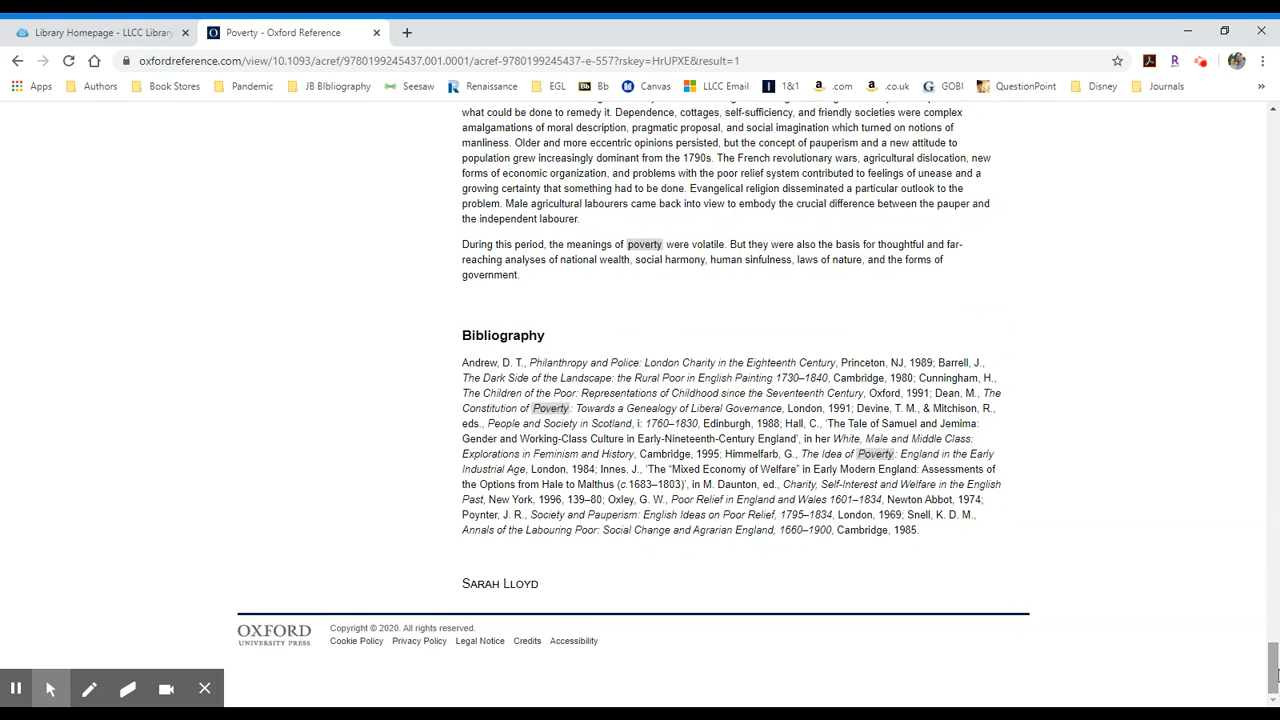 Library Homepage - LLCC Library
Poverty - Oxford Reference
oxfordreference.com/view/10.1093/acref/9780199245437.001.0001/acref-9780199245437-e-557?rskey=HrUPXE&result=1
Apps Authors Book Stores Pandemic JB BIbliography Seesaw Renaissance EGL Bb Canvas LLCC Email 1&1 .com .co.uk GOBI QuestionPoint Disney Journals »
what could be done to remedy it. Dependence, cottages, self-sufficiency, and friendly societies were complex
amalgamations of moral description, pragmatic proposal, and social imagination which turned on notions of
manliness. Older and more eccentric opinions persisted, but the concept of pauperism and a new attitude to
population grew increasingly dominant from the 1790s. The French revolutionary wars, agricultural dislocation, new
forms of economic organization, and problems with the poor relief system contributed to feelings of unease and a
growing certainty that something had to be done. Evangelical religion disseminated a particular outlook to the
problem. Male agricultural labourers came back into view to embody the crucial difference between the pauper and
the independent labourer.
During this period, the meanings of poverty were volatile. But they were also the basis for thoughtful and far-
reaching analyses of national wealth, social harmony, human sinfulness, laws of nature, and the forms of
government.
Bibliography
Andrew, D. T., Philanthropy and Police: London Charity in the Eighteenth Century, Princeton, NJ, 1989; Barrell, J.,
The Dark Side of the Landscape: the Rural Poor in English Painting 1730–1840, Cambridge, 1980; Cunningham, H.,
The Children of the Poor: Representations of Childhood since the Seventeenth Century, Oxford, 1991; Dean, M., The
Constitution of Poverty: Towards a Genealogy of Liberal Governance, London, 1991; Devine, T. M., & Mitchison, R.,
eds., People and Society in Scotland, i: 1760–1830, Edinburgh, 1988; Hall, C., ‘The Tale of Samuel and Jemima:
Gender and Working-Class Culture in Early-Nineteenth-Century England’, in her White, Male and Middle Class:
Explorations in Feminism and History, Cambridge, 1995; Himmelfarb, G., The Idea of Poverty: England in the Early
Industrial Age, London, 1984; Innes, J., ‘The “Mixed Economy of Welfare” in Early Modern England: Assessments of
the Options from Hale to Malthus (c.1683–1803)’, in M. Daunton, ed., Charity, Self-Interest and Welfare in the English
Past, New York, 1996, 139–80; Oxley, G. W., Poor Relief in England and Wales 1601–1834, Newton Abbot, 1974;
Poynter, J. R., Society and Pauperism: English Ideas on Poor Relief, 1795–1834, London, 1969; Snell, K. D. M.,
Annals of the Labouring Poor: Social Change and Agrarian England, 1660–1900, Cambridge, 1985.
SARAH LLOYD
OXFORD
UNIVERSITY PRESS
Copyright © 2020. All rights reserved.
Cookie Policy Privacy Policy Legal Notice Credits Accessibility